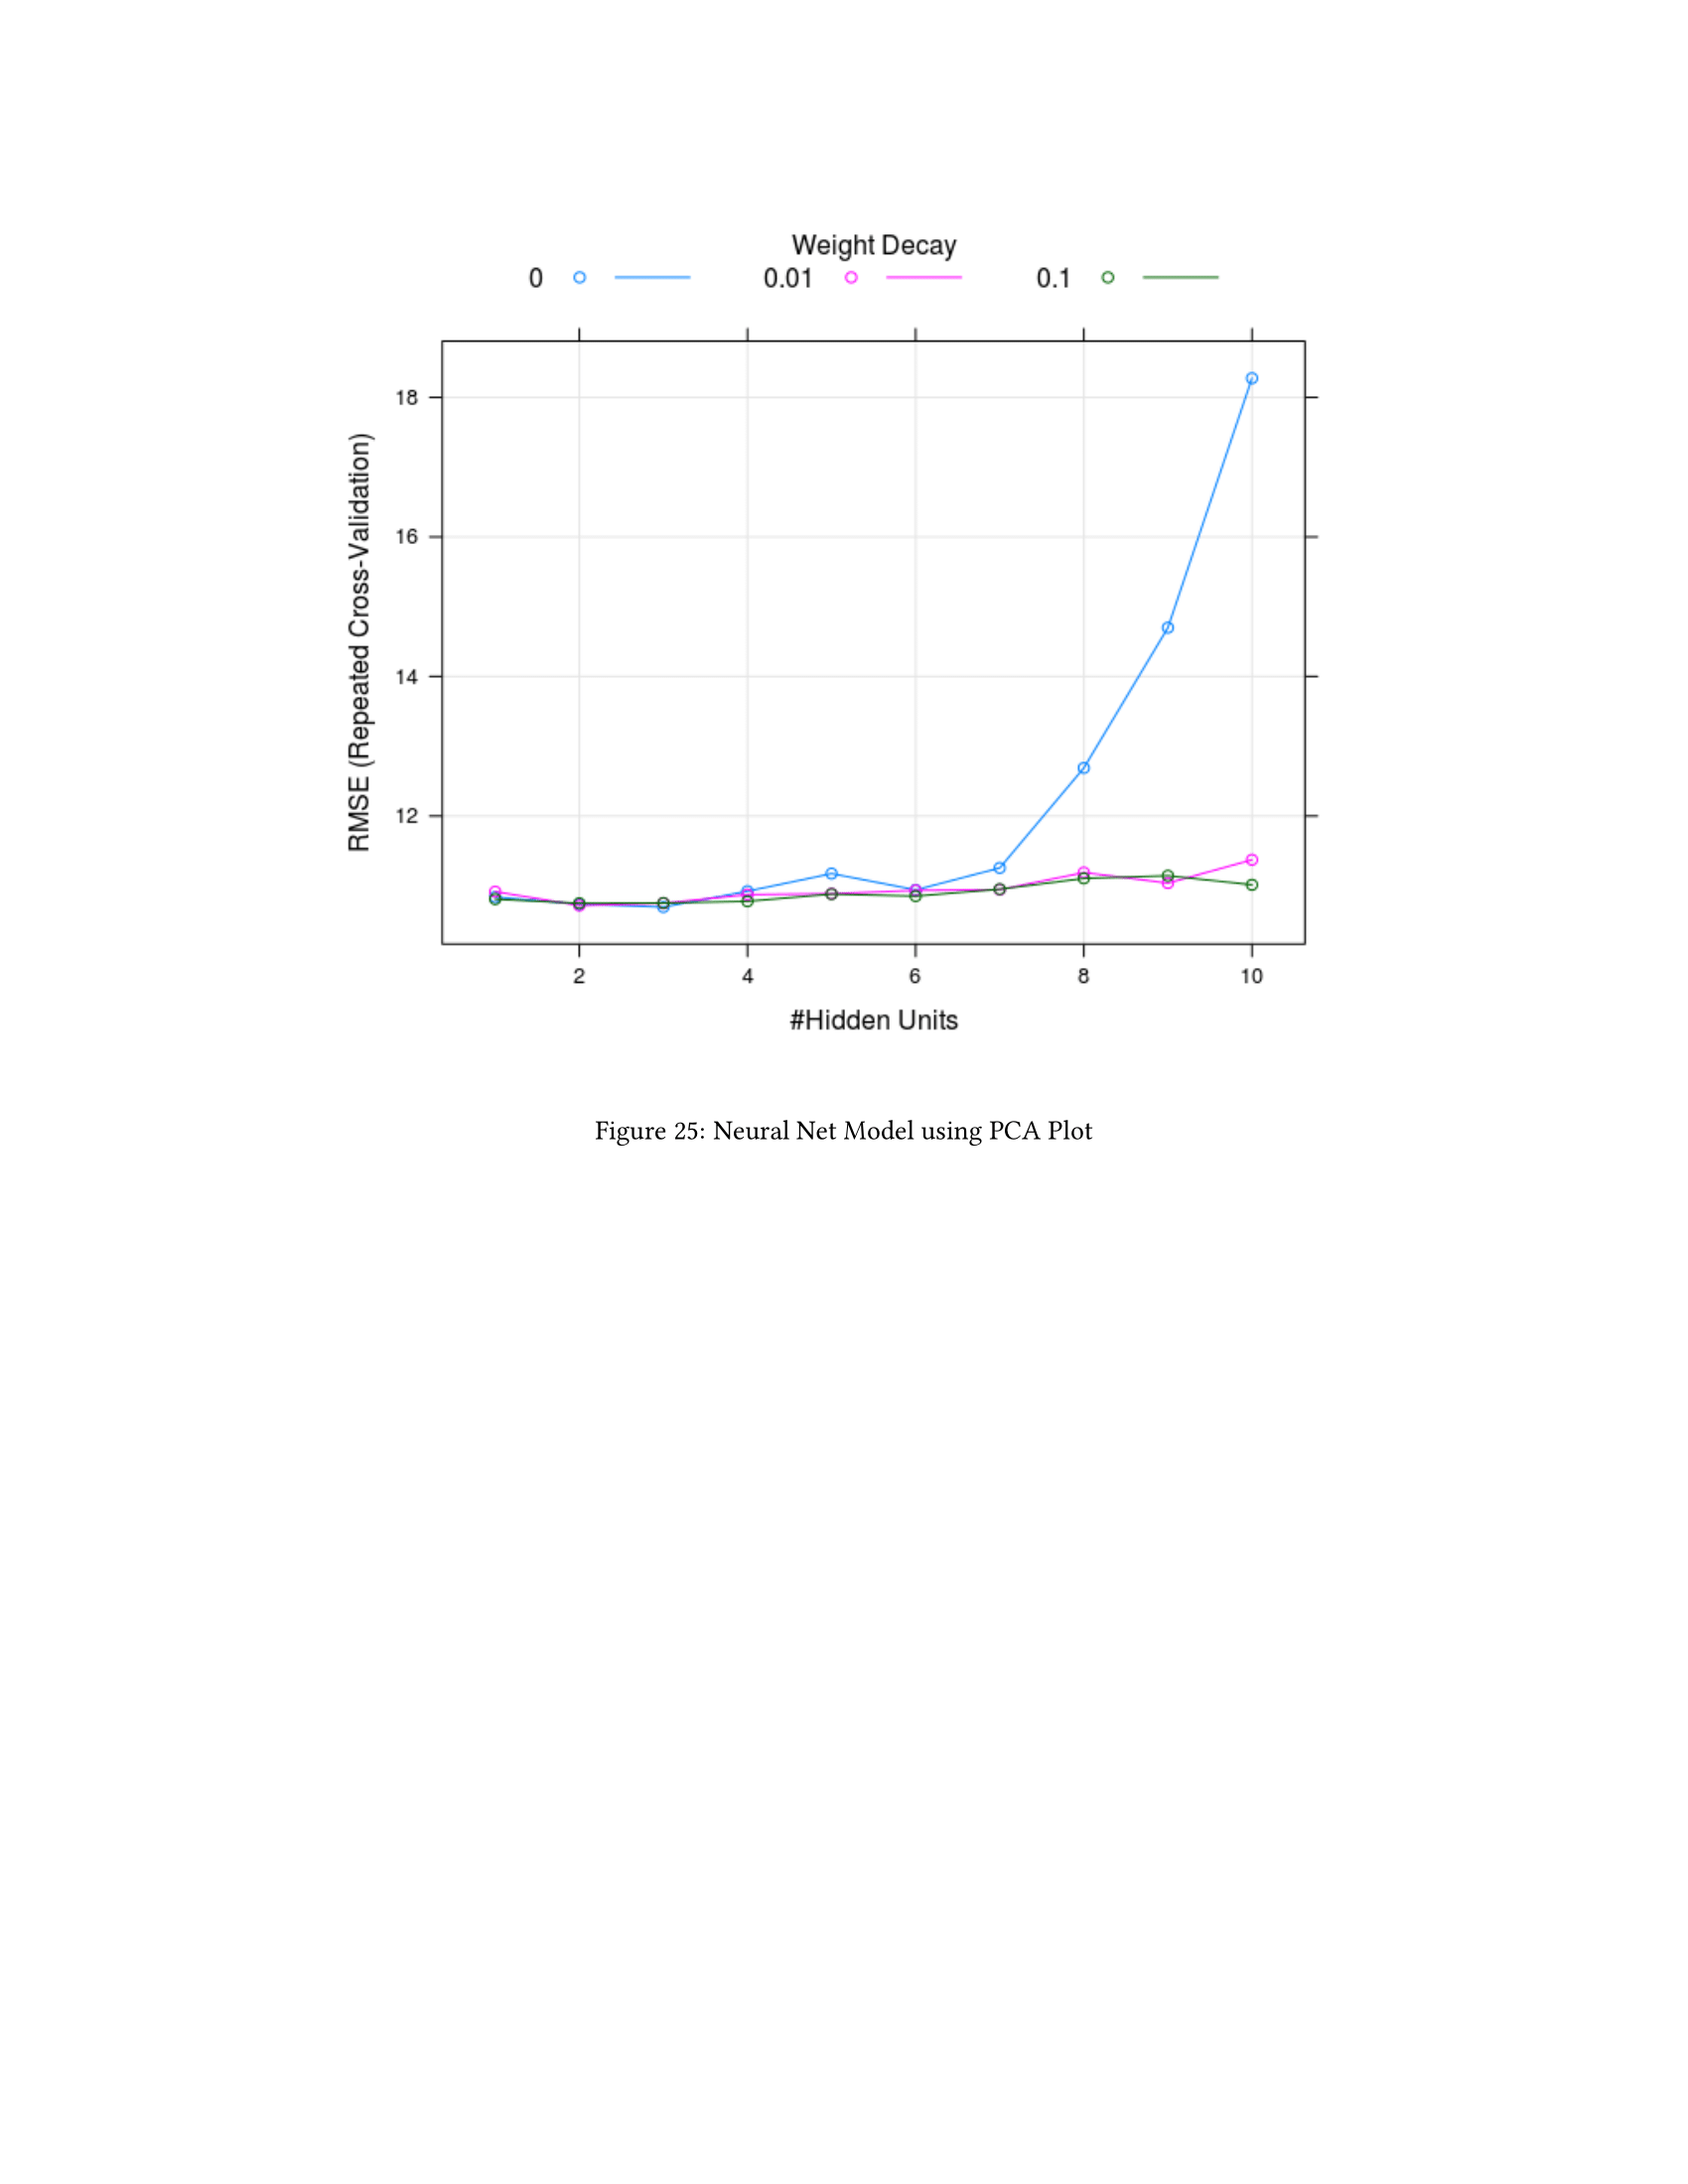 Weight Decay
0 0.01 0.1
18
16
14
12
RMSE (Repeated Cross-Validation)
2 4 6 8 10
#Hidden Units
Figure 25: Neural Net Model using PCA Plot